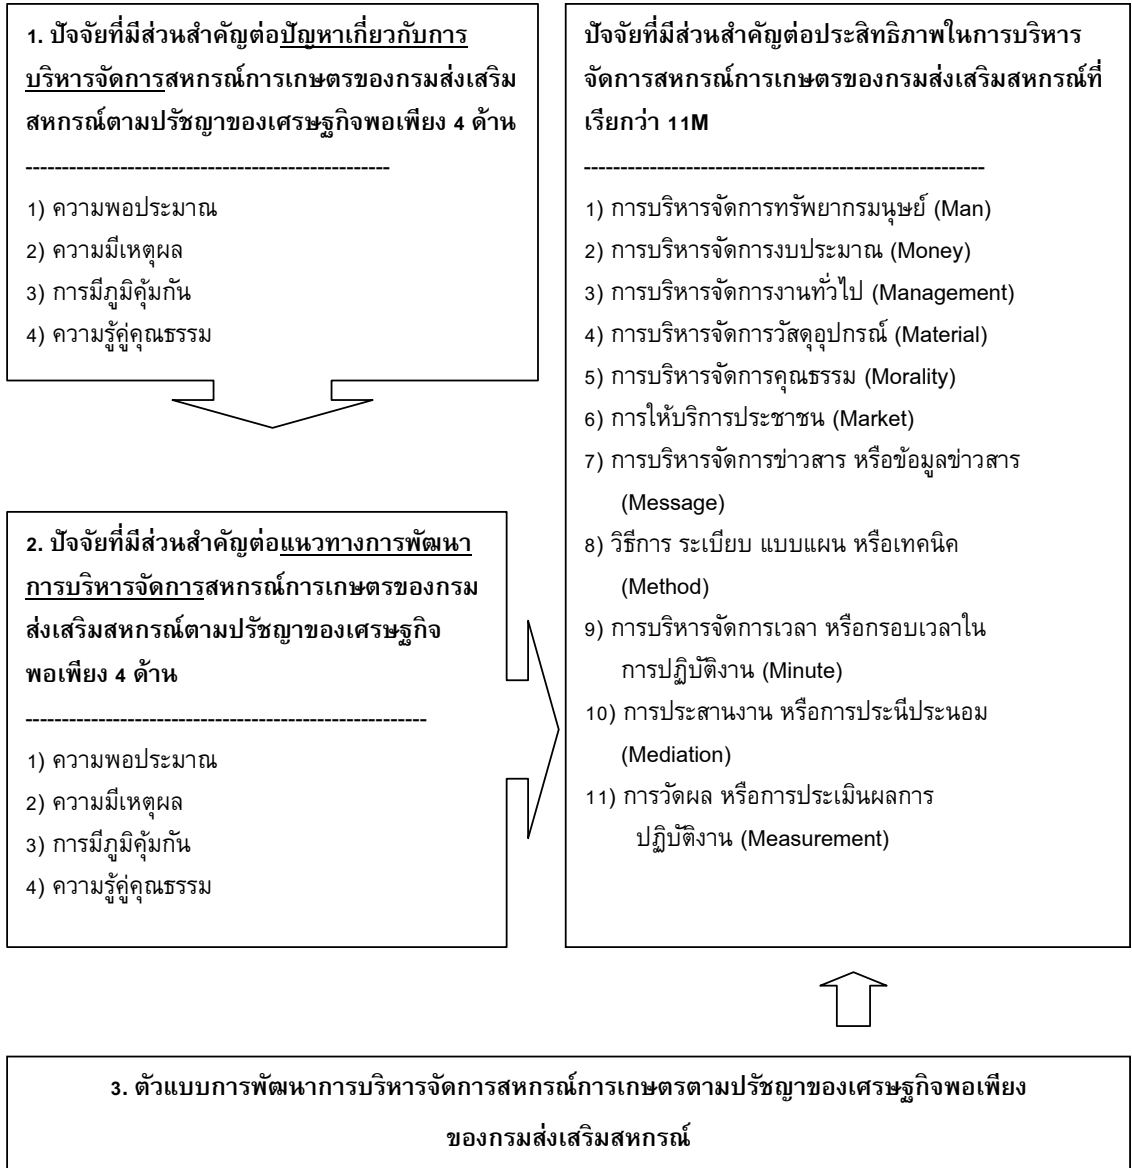 1. ปัจจัยที่มีส่วนสำคัญต่อปัญหาเกี่ยวกับการ
บริหารจัดการสหกรณ์การเกษตรของกรมส่งเสริม
สหกรณ์ตามปรัชญาของเศรษฐกิจพอเพียง 4 ด้าน
--------------------------------------------------
1) ความพอประมาณ
2) ความมีเหตุผล
3) การมีภูมิคุ้มกัน
4) ความรู้คู่คุณธรรม
2. ปัจจัยที่มีส่วนสำคัญต่อแนวทางการพัฒนา
การบริหารจัดการสหกรณ์การเกษตรของกรม
ส่งเสริมสหกรณ์ตามปรัชญาของเศรษฐกิจ
พอเพียง 4 ด้าน
-------------------------------------------------------
1) ความพอประมาณ
2) ความมีเหตุผล
3) การมีภูมิคุ้มกัน
4) ความรู้คู่คุณธรรม
ปัจจัยที่มีส่วนสำคัญต่อประสิทธิภาพในการบริหาร
จัดการสหกรณ์การเกษตรของกรมส่งเสริมสหกรณ์ที่
เรียกว่า 11M
-------------------------------------------------------
1) การบริหารจัดการทรัพยากรมนุษย์ (Man)
2) การบริหารจัดการงบประมาณ (Money)
3) การบริหารจัดการงานทั่วไป (Management)
4) การบริหารจัดการวัสดุอุปกรณ์ (Material)
5) การบริหารจัดการคุณธรรม (Morality)
6) การให้บริการประชาชน (Market)
7) การบริหารจัดการข่าวสาร หรือข้อมูลข่าวสาร
(Message)
8) วิธีการ ระเบียบ แบบแผน หรือเทคนิค
(Method)
9) การบริหารจัดการเวลา หรือกรอบเวลาใน
การปฏิบัติงาน (Minute)
10) การประสานงาน หรือการประนีประนอม
(Mediation)
11) การวัดผล หรือการประเมินผลการ
ปฏิบัติงาน (Measurement)
3. ตัวแบบการพัฒนาการบริหารจัดการสหกรณ์การเกษตรตามปรัชญาของเศรษฐกิจพอเพียง
ของกรมส่งเสริมสหกรณ์